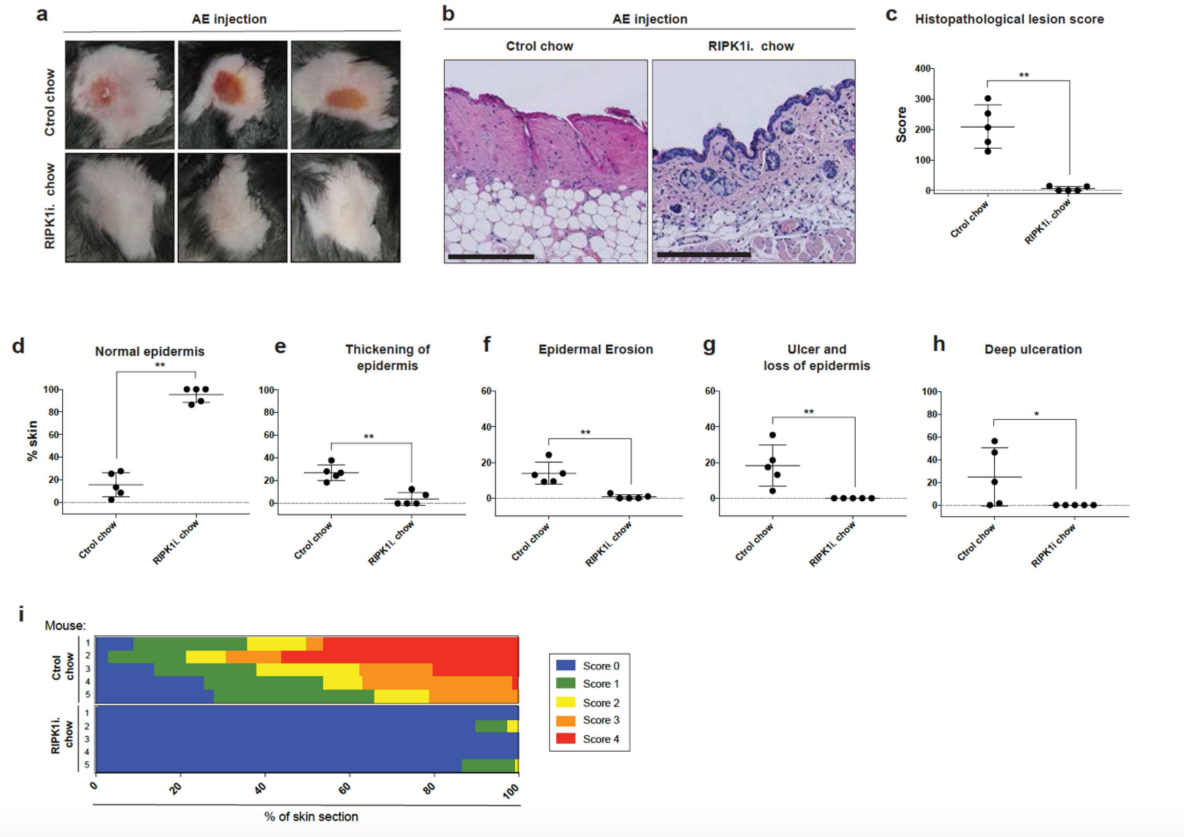 a
AE injection
Ctrol chow
RIPK1i. chow
b
AE injection
Ctrol chow
RIPK1i. chow
c
Histopathological lesion score
Score
400
300
200
100
0
**
Ctrol chow
RIPK1i. chow
d
Normal epidermis
% skin
100
80
60
40
20
0
**
Ctrol chow
RIPK1i. chow
e
Thickening of
epidermis
100
80
60
40
20
0
**
Ctrol chow
RIPK1i. chow
f
Epidermal Erosion
60
40
20
0
**
Ctrol chow
RIPK1i. chow
g
Ulcer and
loss of epidermis
60
40
20
0
**
Ctrol chow
RIPK1i. chow
h
Deep ulceration
100
80
60
40
20
0
*
Ctrol chow
RIPK1i chow
i
Mouse:
Ctrol
chow
1
2
3
4
5
RIPK1i.
chow
1
2
3
4
5
0
20
40
60
80
100
% of skin section
Score 0
Score 1
Score 2
Score 3
Score 4